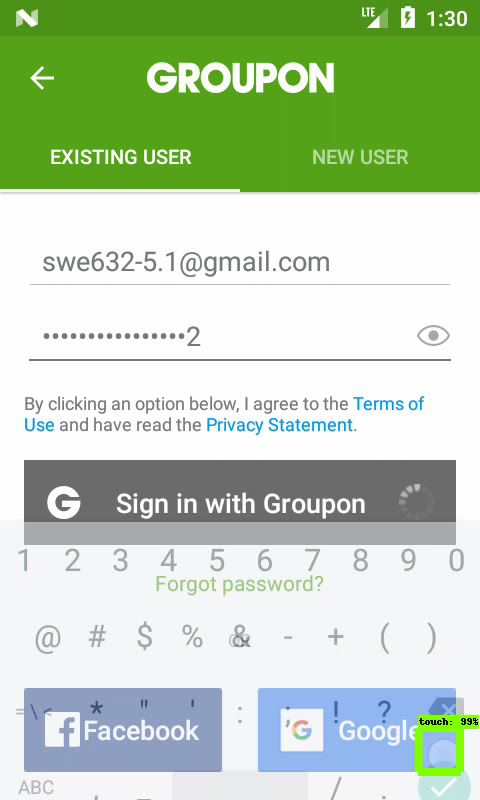 LTE 1:30
GROUPON
EXISTING USER NEW USER
swe632-5.1@gmail.com
••••••••••••••••2
By clicking an option below, I agree to the Terms of
Use and have read the Privacy Statement.
G Sign in with Groupon
1 2 3 4 5 6 7 8 9 0
Forgot password?
@ # $ % & - + ( )
= \ < * " ' : ; ! ?
f Facebook G Google
touch: 99%
ABC , _ / .